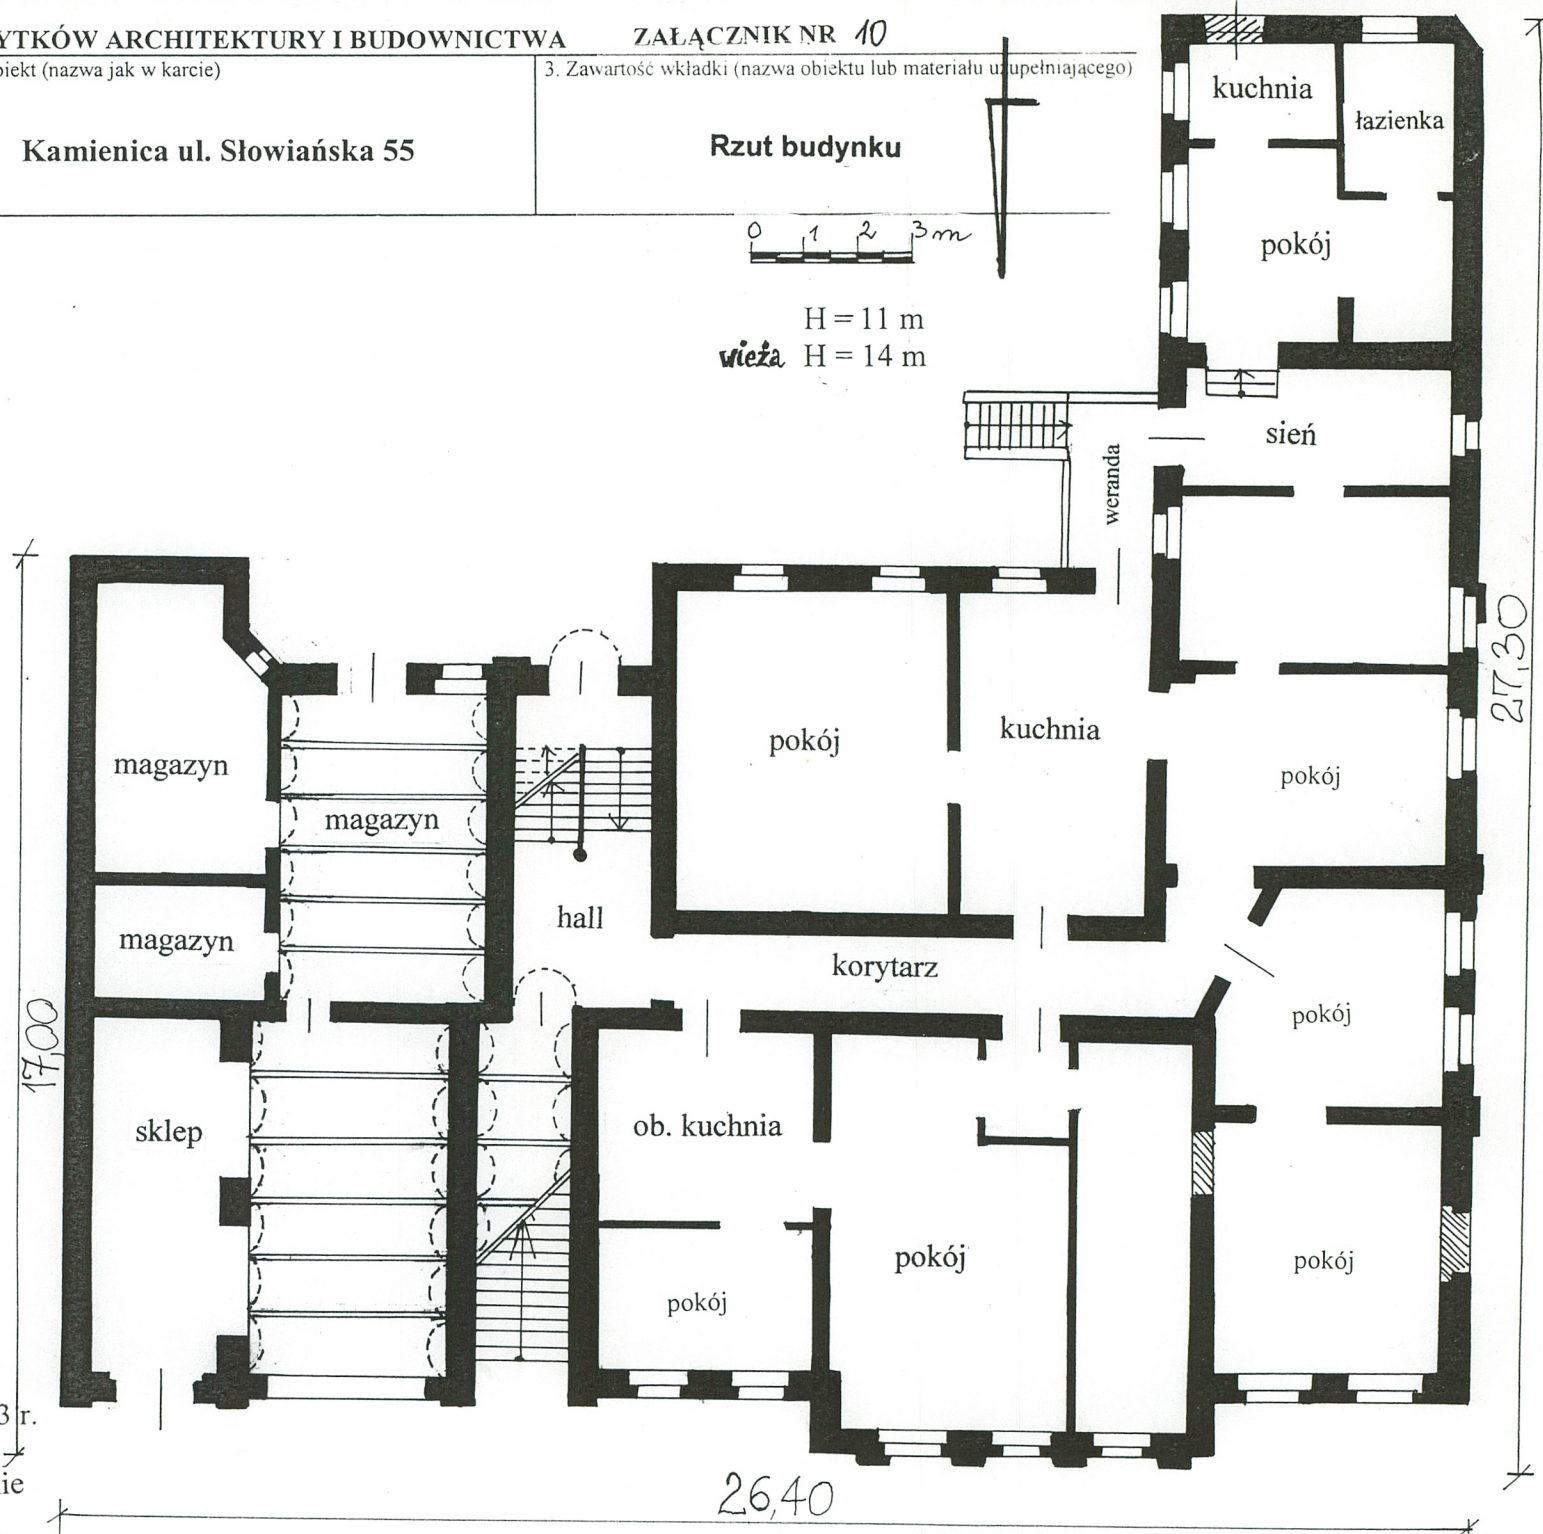 YTKÓW ARCHITEKTURY I BUDOWNICTWA ZAŁĄCZNIK NR 10
biekt (nazwa jak w karcie)
3. Zawartość wkładki (nazwa obiektu lub materiału uzupełniającego)
Kamienica ul. Słowiańska 55
Rzut budynku
0 1 2 3m
H = 11 m
wieża H = 14 m
kuchnia
łazienka
pokój
sień
weranda
27,30
pokój
kuchnia
pokój
magazyn
magazyn
hall
magazyn
korytarz
pokój
17,00
sklep
ob. kuchnia
pokój
pokój
pokój
3 r.
ie
26,40